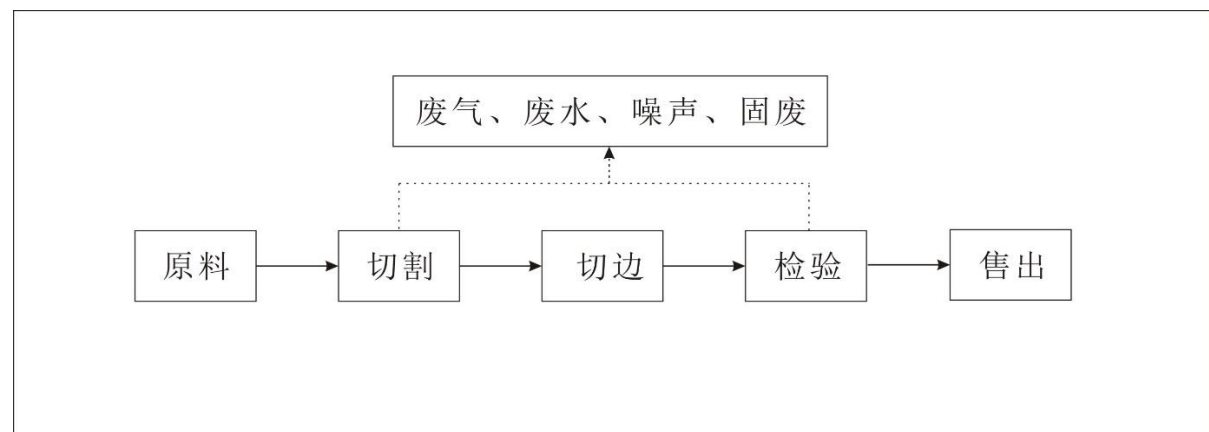 废气、废水、噪声、固废
原料
切割
切边
检验
售出